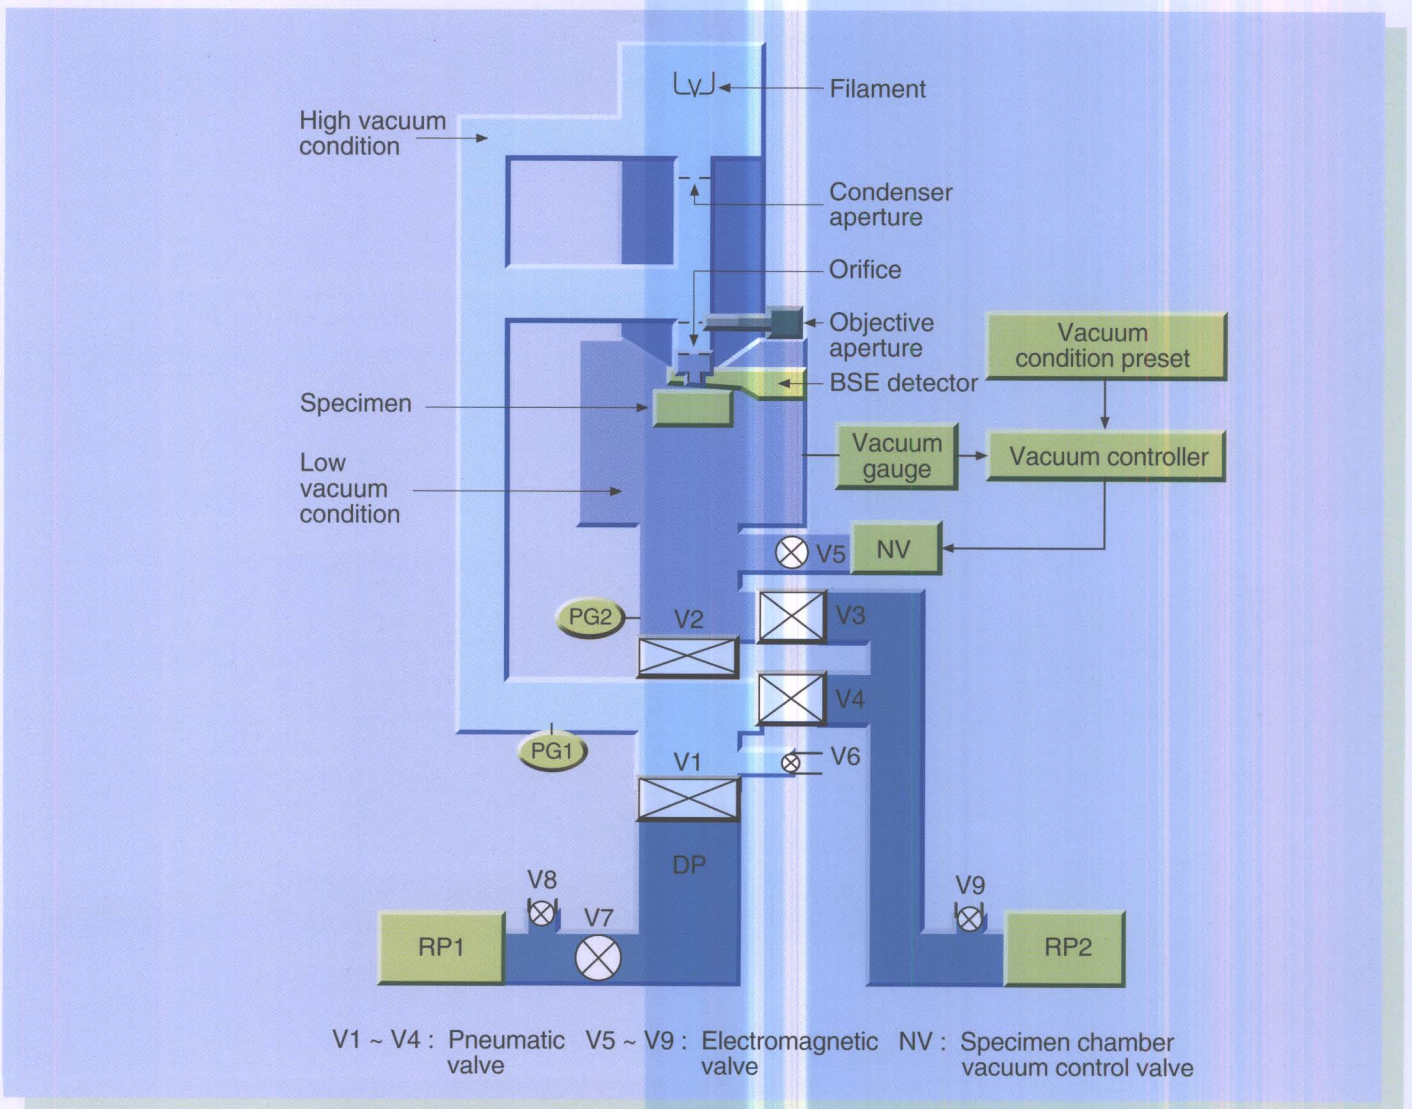 Filament
High vacuum
condition
Condenser
aperture
Orifice
Objective
aperture
Vacuum
condition preset
BSE detector
Specimen
Vacuum
gauge
Vacuum controller
Low
vacuum
condition
V5
NV
PG2
V2
V3
V4
PG1
V1
V6
DP
V8
V7
V9
RP1
RP2
V1 ~ V4 : Pneumatic
valve
V5 ~ V9 : Electromagnetic
valve
NV : Specimen chamber
vacuum control valve